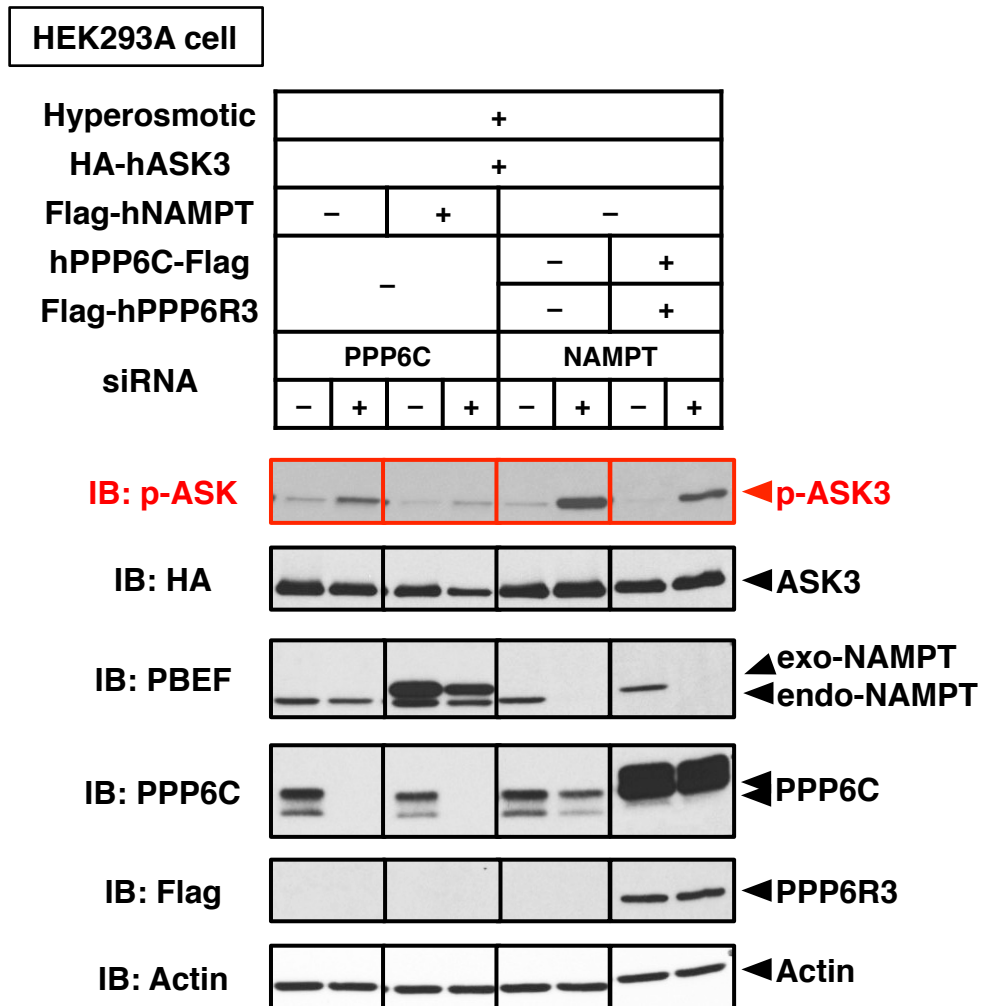 HEK293A cell
Hyperosmotic +
HA-hASK3 +
Flag-hNAMPT – + –
hPPP6C-Flag – – +
Flag-hPPP6R3 – +
siRNA PPP6C NAMPT
– + – + – + – +
IB: p-ASK p-ASK3
IB: HA ASK3
IB: PBEF exo-NAMPT
endo-NAMPT
IB: PPP6C PPP6C
IB: Flag PPP6R3
IB: Actin Actin